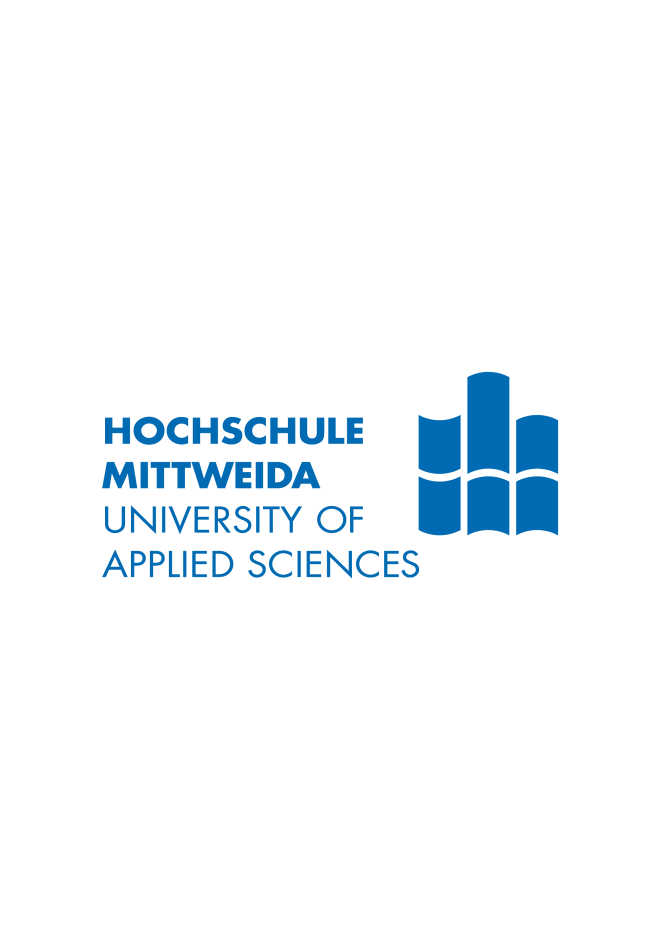 HOCHSCHULE
MITTWEIDA
UNIVERSITY OF
APPLIED SCIENCES